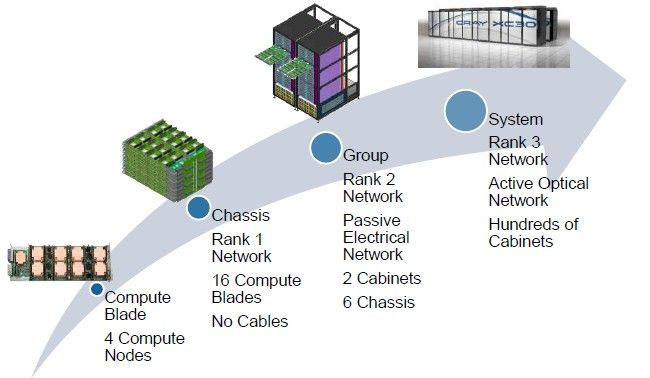 CRAY XC30
System
Rank 3
Network
Active Optical
Network
Hundreds of
Cabinets
Group
Rank 2
Network
Passive
Electrical
Network
2 Cabinets
6 Chassis
Chassis
Rank 1
Network
16 Compute
Blades
No Cables
Compute
Blade
4 Compute
Nodes